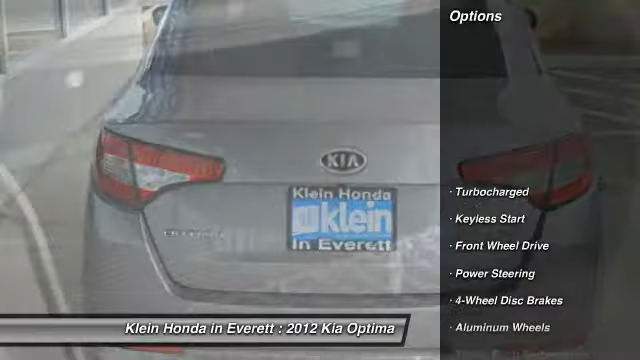 Options
KIA
Klein Honda
klein
In Everett
OPTIMA
· Turbocharged
· Keyless Start
· Front Wheel Drive
· Power Steering
· 4-Wheel Disc Brakes
· Aluminum Wheels
Klein Honda in Everett : 2012 Kia Optima